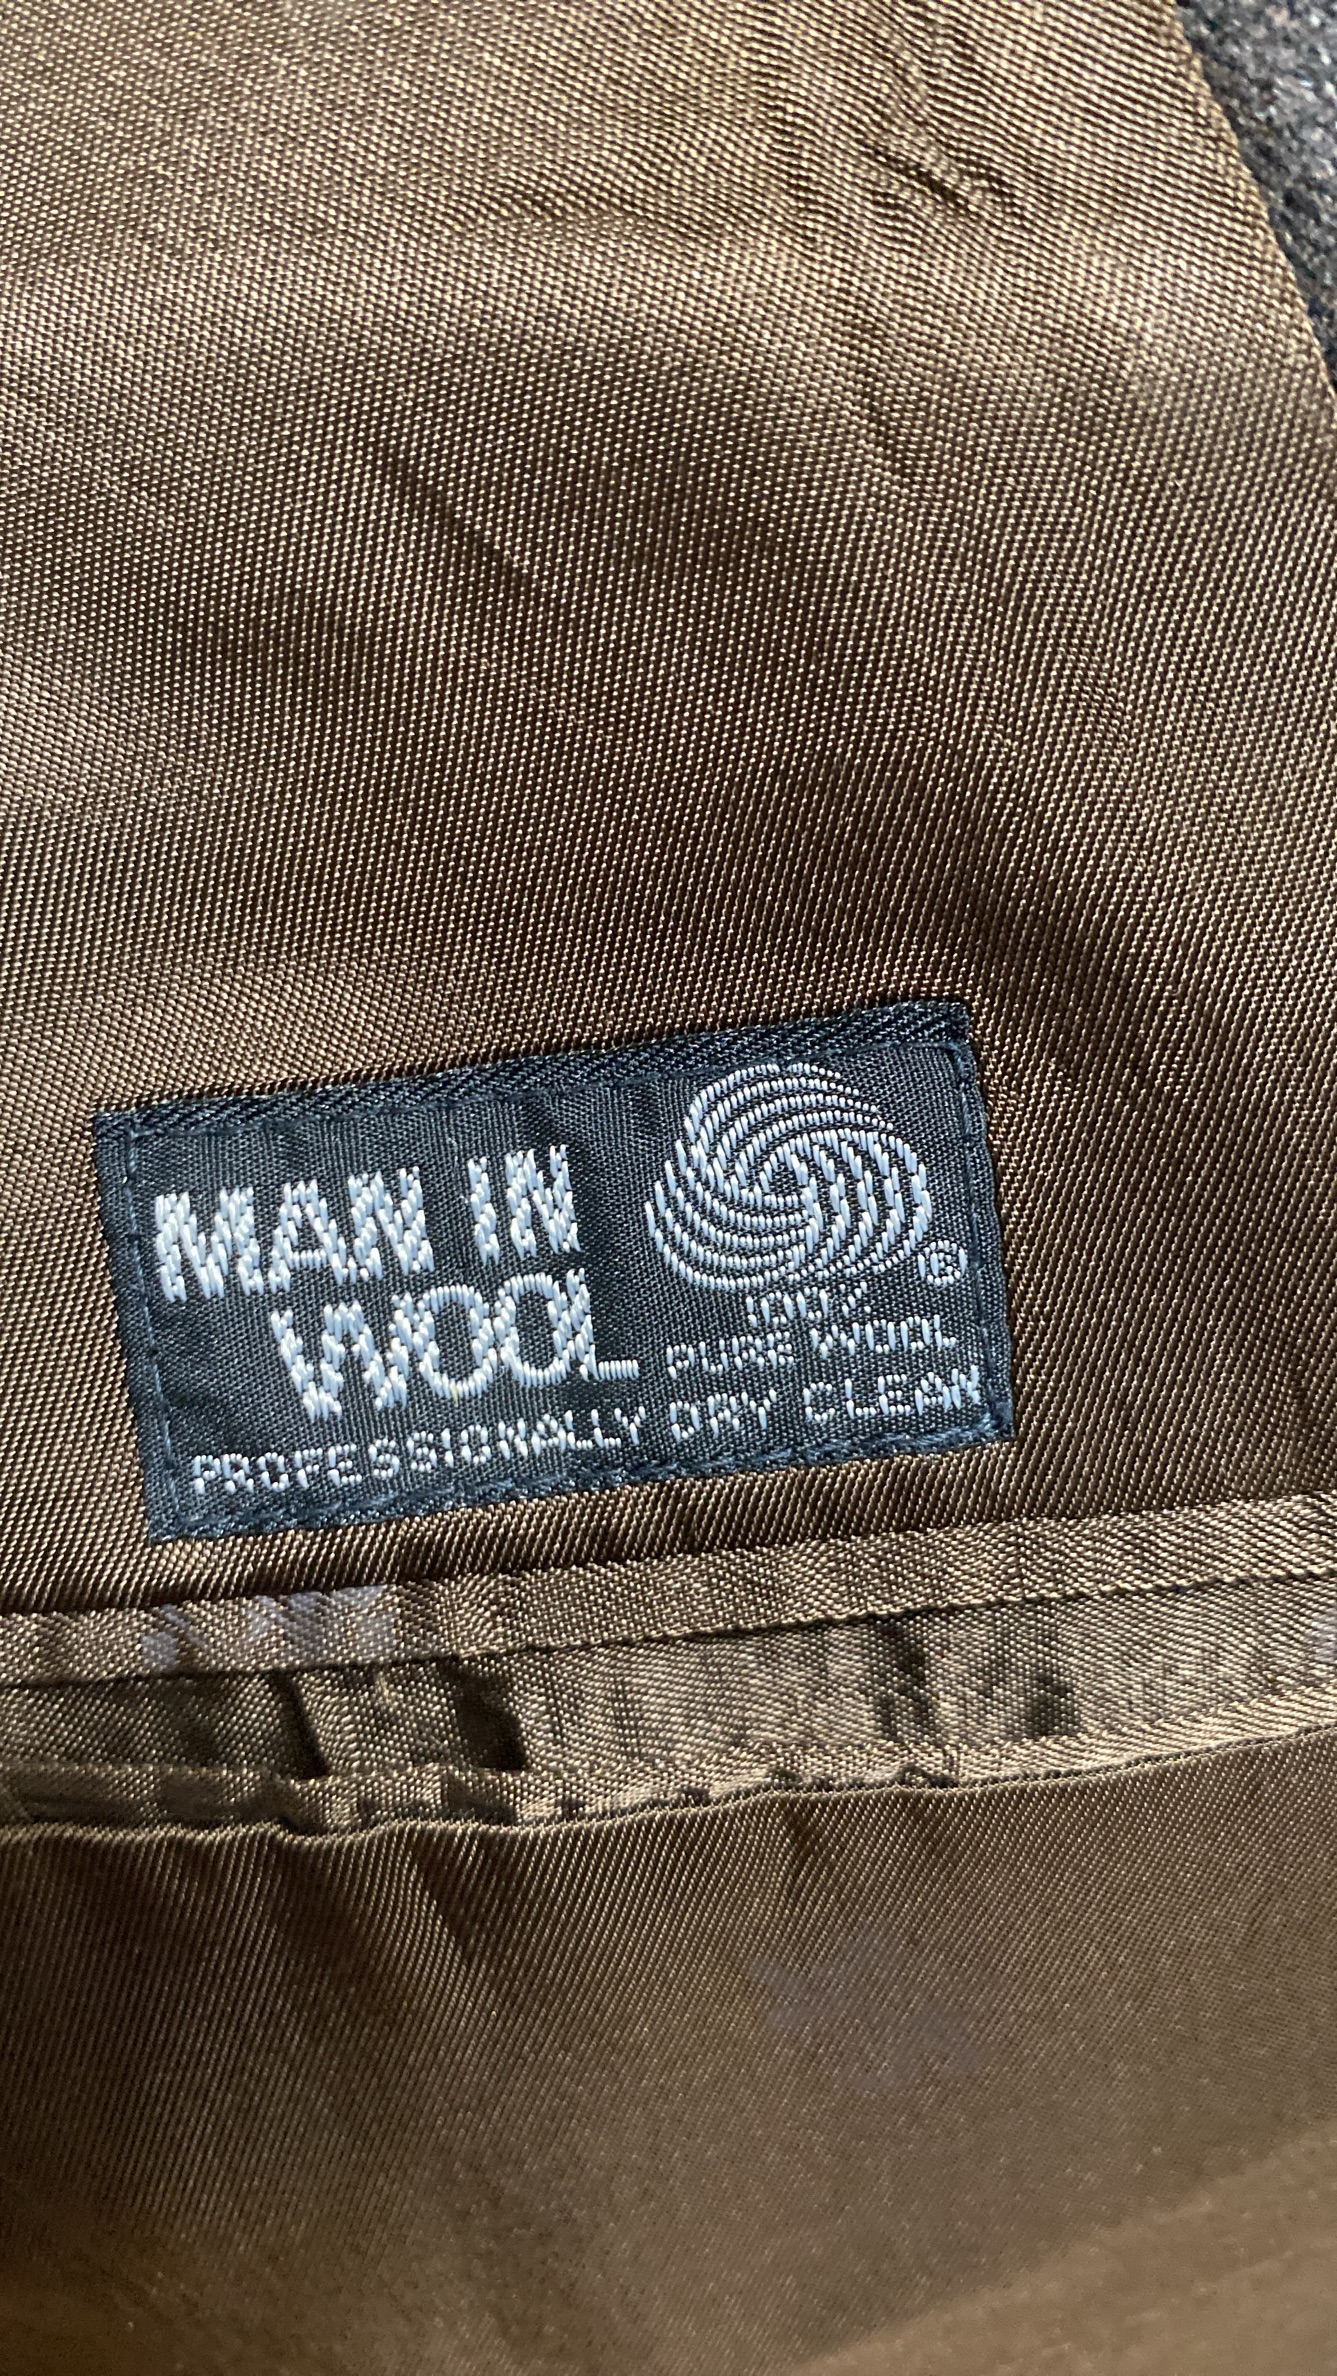 MAN IN
WOOL
®
100%
PURE WOOL
PROFESSIONALLY DRY CLEAN